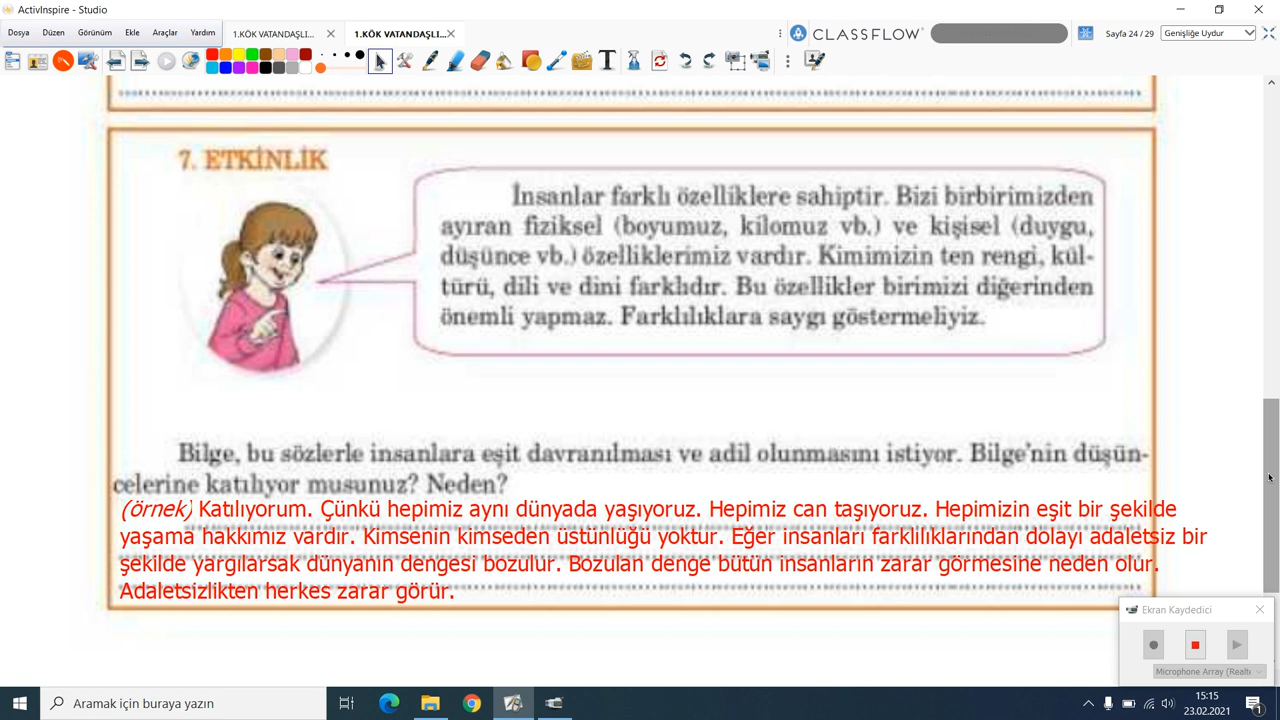 ActivInspire - Studio
Dosya Düzen Görünüm Ekle Araçlar Yardım
1.KÖK VATANDAŞLI...
1.KÖK VATANDAŞLI...
CLASSFLOW
Sayfa 24 / 29
Genişliğe Uydur
7. ETKİNLİK
İnsanlar farklı özelliklere sahiptir. Bizi birbirimizden
ayıran fiziksel (boyumuz, kilomuz vb.) ve kişisel (duygu,
düşünce vb.) özelliklerimiz vardır. Kimimizin ten rengi, kül-
türü, dili ve dini farklıdır. Bu özellikler birimizi diğerinden
önemli yapmaz. Farklılıklara saygı göstermeliyiz.
Bilge, bu sözlerle insanlara eşit davranılması ve adil olunmasını istiyor. Bilge'nin düşün-
celerine katılıyor musunuz? Neden?
(örnek) Katılıyorum. Çünkü hepimiz aynı dünyada yaşıyoruz. Hepimiz can taşıyoruz. Hepimizin eşit bir şekilde
yaşama hakkımız vardır. Kimsenin kimseden üstünlüğü yoktur. Eğer insanları farklılıklarından dolayı adaletsiz bir
şekilde yargılarsak dünyanın dengesi bozulur. Bozulan denge bütün insanların zarar görmesine neden olur.
Adaletsizlikten herkes zarar görür.
Ekran Kaydedici
Microphone Array (Realt
Aramak için buraya yazın
15:15
23.02.2021
1